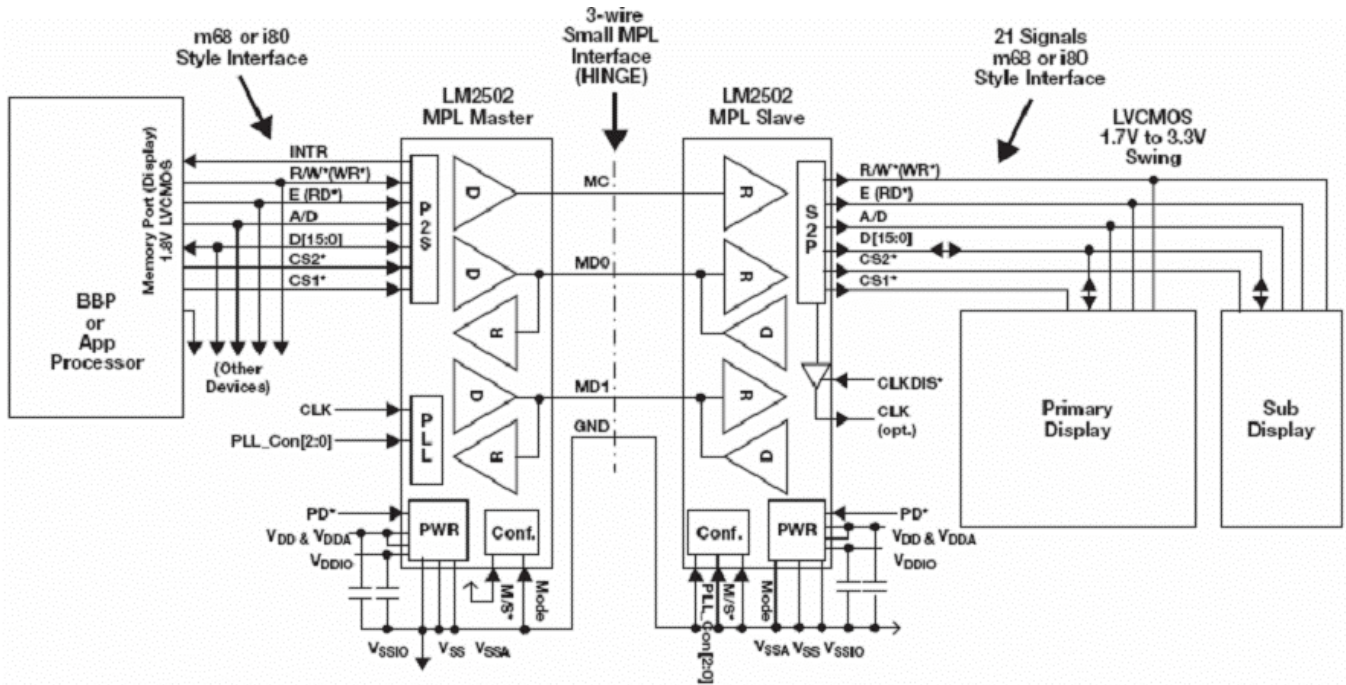 m68 or i80
Style Interface
3-wire
Small MPL
Interface
(HINGE)
21 Signals
m68 or i80
Style Interface
LM2502
MPL Master
LM2502
MPL Slave
LVCMOS
1.7V to 3.3V
Swing
BBP
or
App
Processor
Memory Port (Display)
1.8V LVCMOS
INTR
R/W*(WR*)
E (RD*)
A/D
D[15:0]
CS2*
CS1*
(Other
Devices)
P2S
D
D
R
D
R
MC
MD0
MD1
GND
R
R
D
R
D
S2P
R/W*(WR*)
E (RD*)
A/D
D[15:0]
CS2*
CS1*
CLKDIS*
CLK
(opt.)
Primary
Display
Sub
Display
CLK
PLL_Con[2:0]
PLL
PD*
VDD & VDDA
VDDIO
PWR
Conf.
M/S*
Mode
VSSIO
VSS
VSSA
Conf.
PWR
PD*
VDD & VDDA
VDDIO
PLL_Con[2:0]
M/S*
Mode
VSSA
VSS
VSSIO